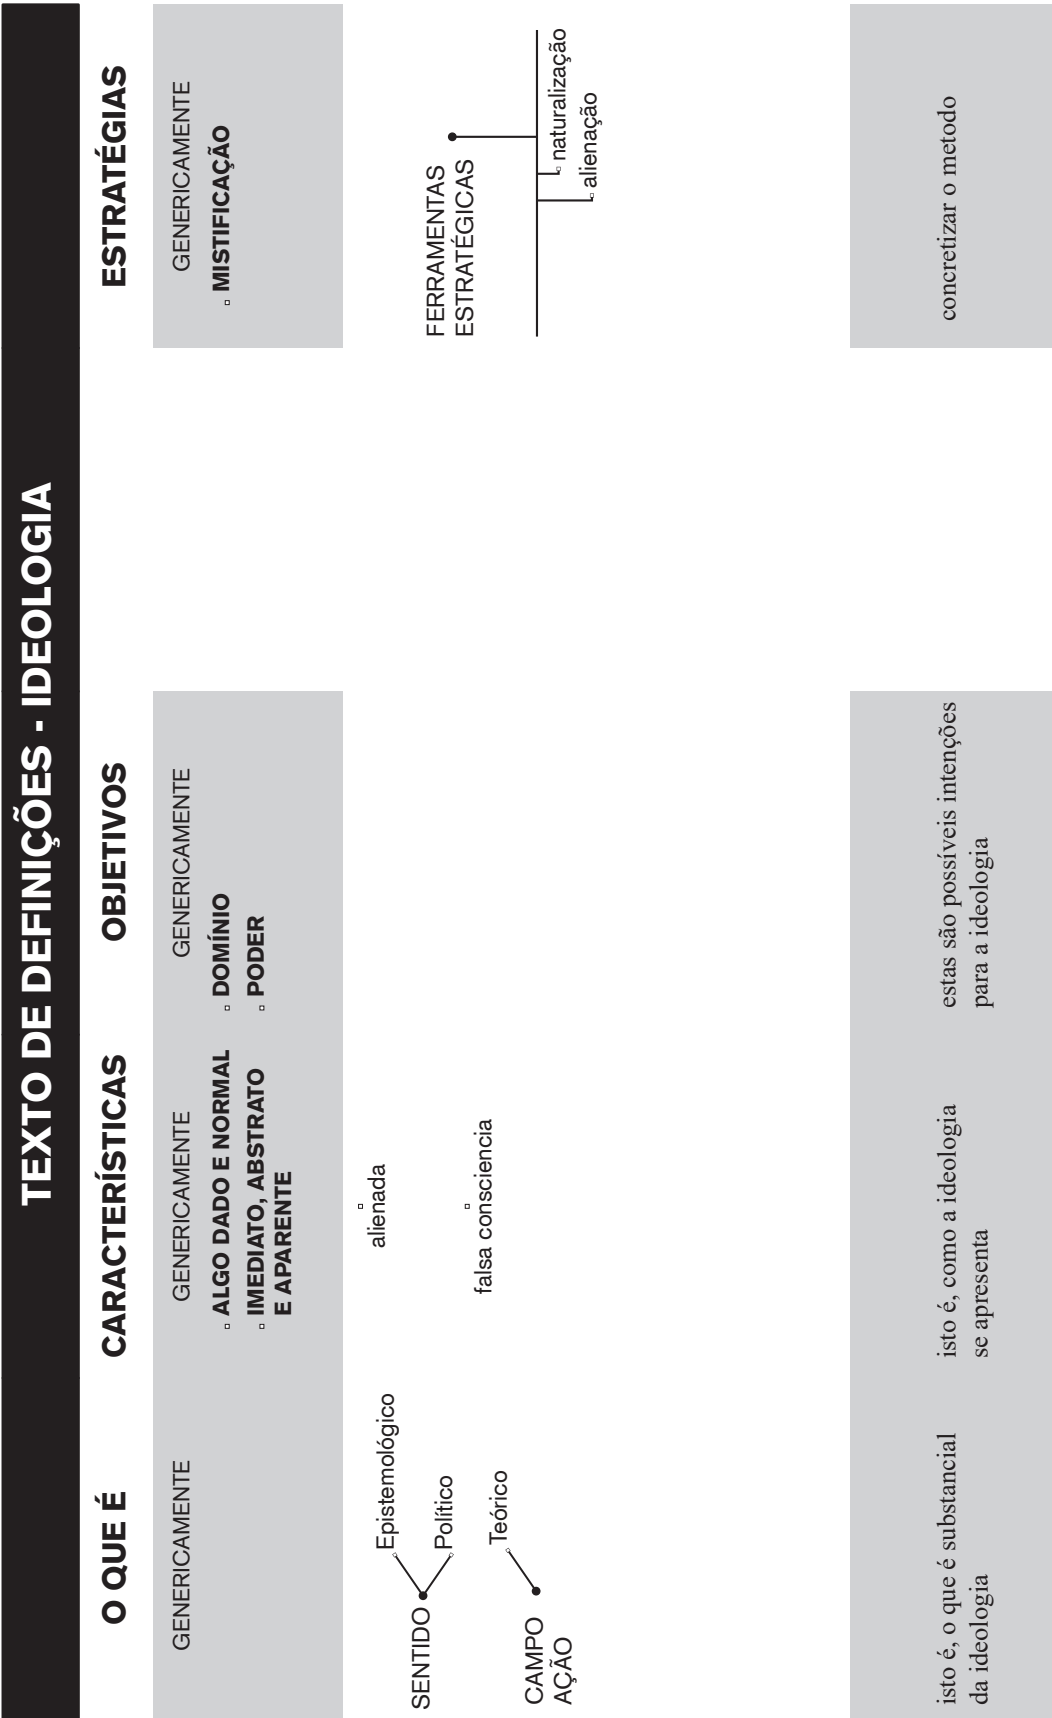 TEXTO DE DEFINIÇÕES - IDEOLOGIA
O QUE É
GENERICAMENTE
SENTIDO
Epistemológico
Político
CAMPO
AÇÃO
Teórico
isto é, o que é substancial
da ideologia
CARACTERÍSTICAS
GENERICAMENTE
ALGO DADO E NORMAL
IMEDIATO, ABSTRATO
E APARENTE
alienada
falsa consciencia
isto é, como a ideologia
se apresenta
OBJETIVOS
GENERICAMENTE
DOMÍNIO
PODER
estas são possíveis intenções
para a ideologia
ESTRATÉGIAS
GENERICAMENTE
MISTIFICAÇÃO
FERRAMENTAS
ESTRATÉGICAS
naturalização
alienação
concretizar o metodo